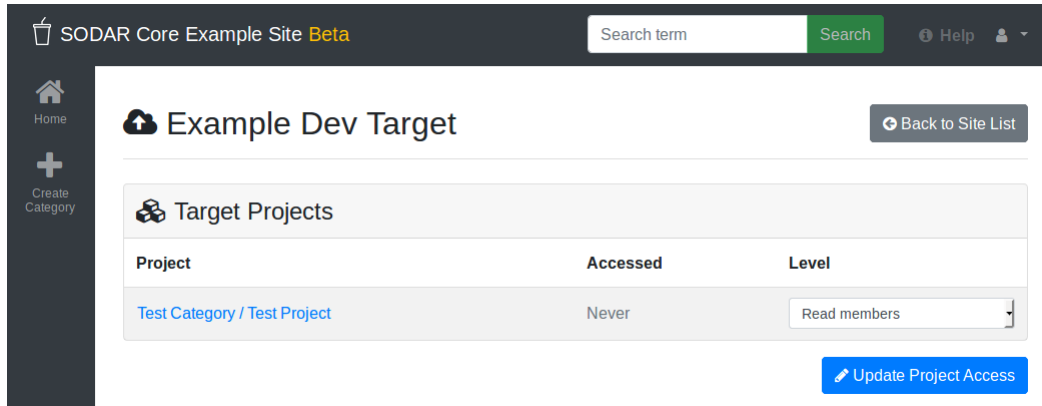 SODAR Core Example Site Beta
Search term
Search
Help
Home
Create
Category
Example Dev Target
Back to Site List
Target Projects
Project Accessed Level
Test Category / Test Project Never Read members
Update Project Access